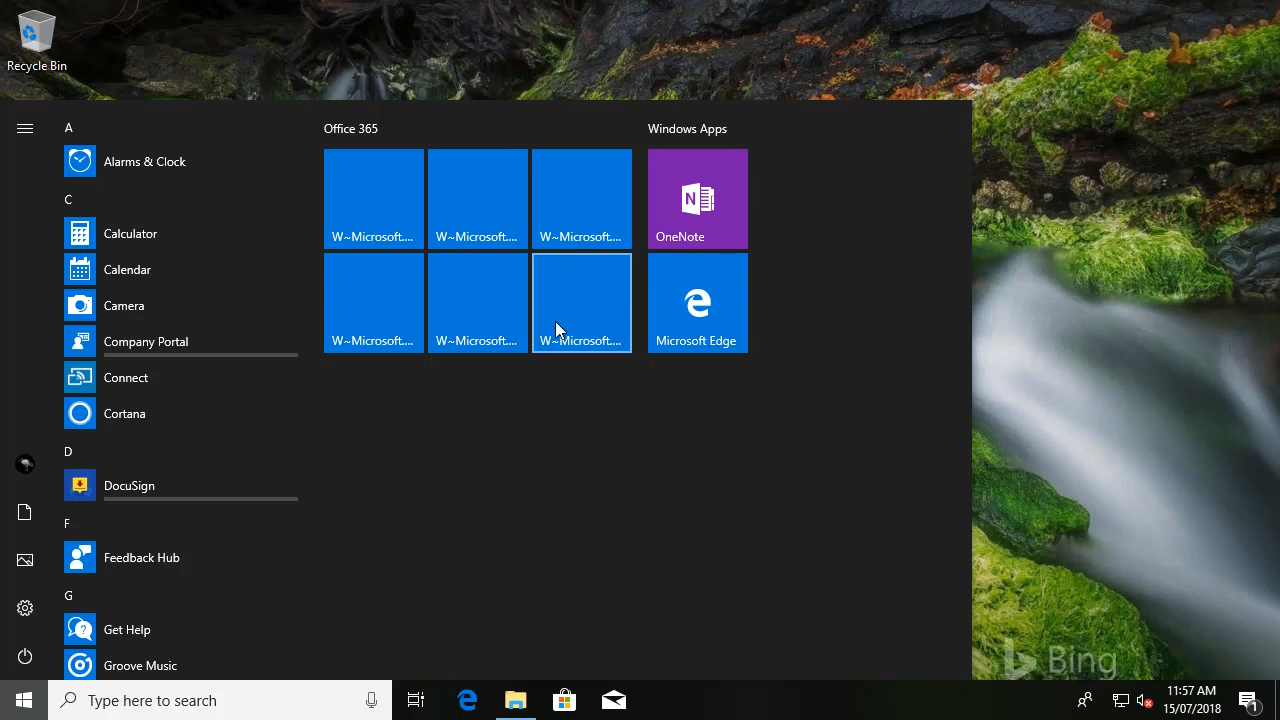 Recycle Bin
A
Alarms & Clock
C
Calculator
Calendar
Camera
Company Portal
Connect
Cortana
D
DocuSign
F
Feedback Hub
G
Get Help
Groove Music
Office 365
W~Microsoft.... W~Microsoft.... W~Microsoft....
W~Microsoft.... W~Microsoft.... W~Microsoft....
Windows Apps
N
OneNote
Microsoft Edge
Bing
Type here to search
11:57 AM
15/07/2018
1